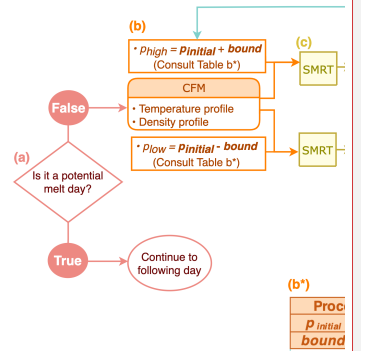 (b)
• phigh = pinitial + bound
(Consult Table b*)
(c)
SMRT
CFM
• Temperature profile
• Density profile
False
• plow = pinitial - bound
(Consult Table b*)
SMRT
(a)
Is it a potential
melt day?
True
Continue to
following day
(b*)
p initial
bound